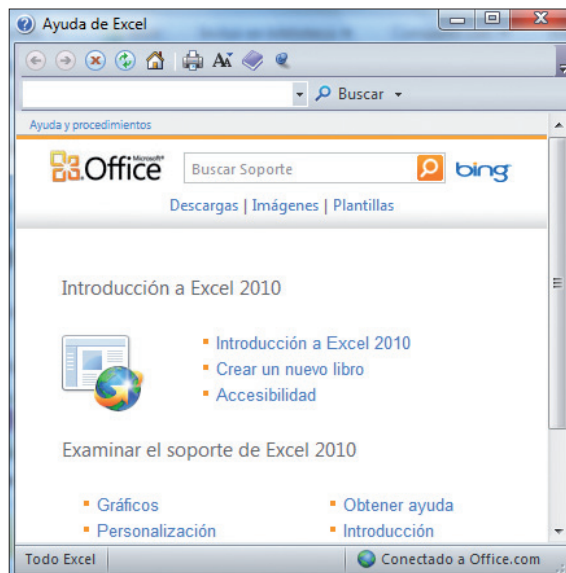 Ayuda de Excel
Buscar
Ayuda y procedimientos
Microsoft®
Office
Buscar Soporte
bing
Descargas | Imágenes | Plantillas
Introducción a Excel 2010
Introducción a Excel 2010
Crear un nuevo libro
Accesibilidad
Examinar el soporte de Excel 2010
Gráficos
Obtener ayuda
Personalización
Introducción
Todo Excel
Conectado a Office.com